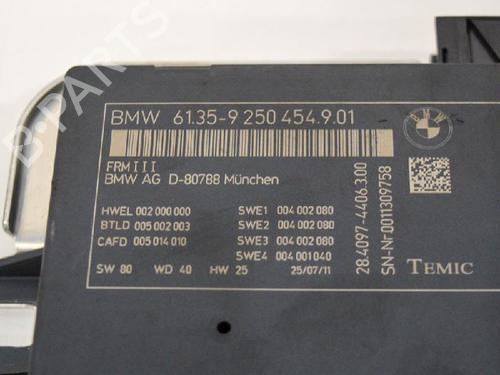 BMW 61.35-9 250 454.9.01
FRMIII
BMW AG D-80788 München
HWEL 002 000 000
BTLD 005 002 003
CAFD 005 014 010
SWE1 004 002 080
SWE2 004 002 080
SWE3 004 002 080
SWE4 004 001 040
SW 80 WD 40 HW 25 25/07/11
28.4097-4406.3.00
SN-Nr 0011309758
BMW
TEMIC
B-PARTS